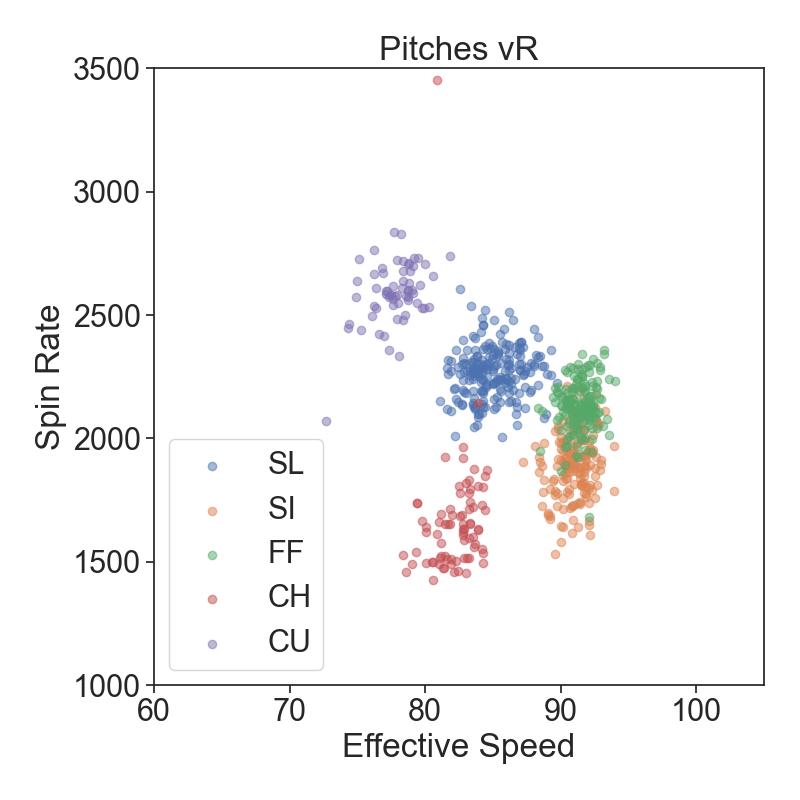 Pitches vR
3500
3000
2500
2000
1500
1000
Spin Rate
SL
SI
FF
CH
CU
60 70 80 90 100
Effective Speed